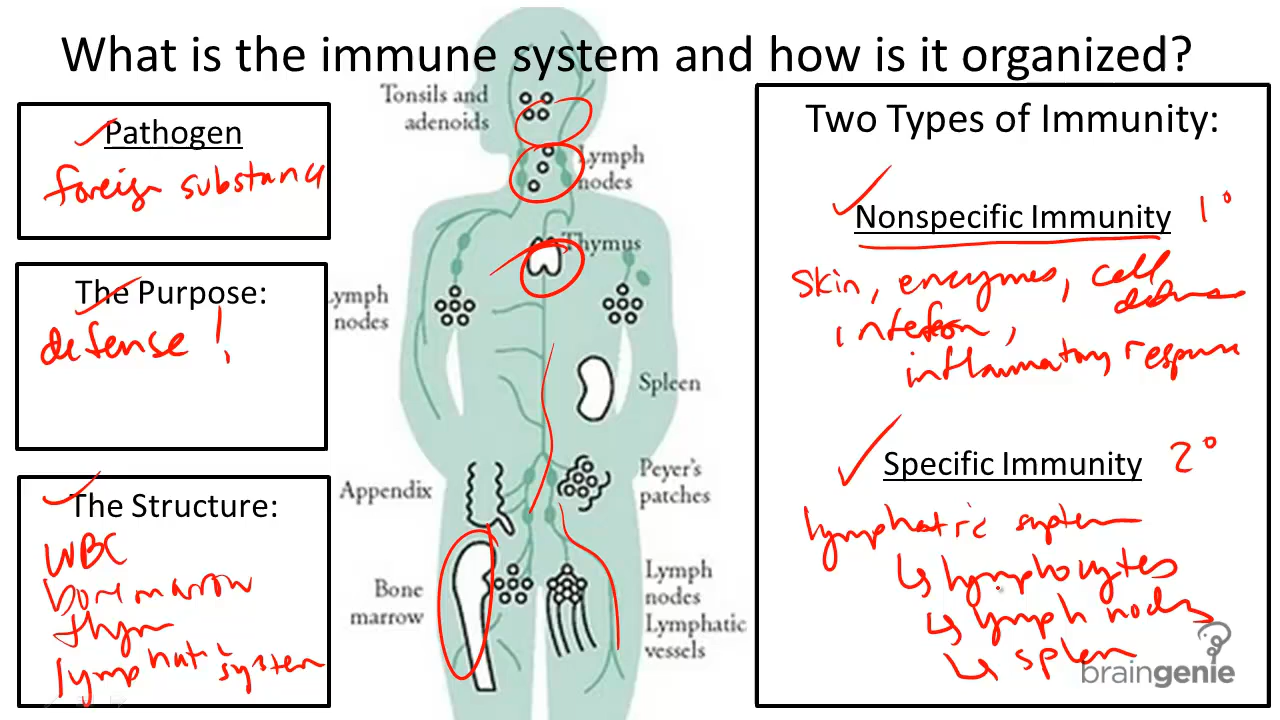 What is the immune system and how is it organized?
Pathogen
foreign substance
The Purpose:
defense!
The Structure:
WBC
bone marrow
thym
lymphatic system
Tonsils and
adenoids
Lymph
nodes
Thymus
Lymph
nodes
Spleen
Appendix
Peyer's
patches
Bone
marrow
Lymph
nodes
Lymphatic
vessels
Two Types of Immunity:
Nonspecific Immunity 1°
skin, enzymes, cell
defense
interferon,
inflammatory response
Specific Immunity 2°
lymphatic system
↳ lymphocytes
↳ lymph nodes
↳ spleen
braingenie